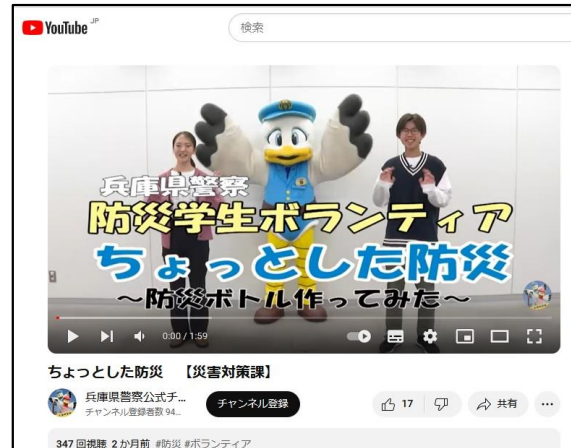 YouTube JP
検索
兵庫県警察
防災学生ボランティア
ちょっとした防災
～防災ボトル作ってみた～
0:00 / 1:59
ちょっとした防災 【災害対策課】
兵庫県警察公式チ...
チャンネル登録者数 94...
チャンネル登録
17
共有
347 回視聴 2 か月前 #防災 #ボランティア